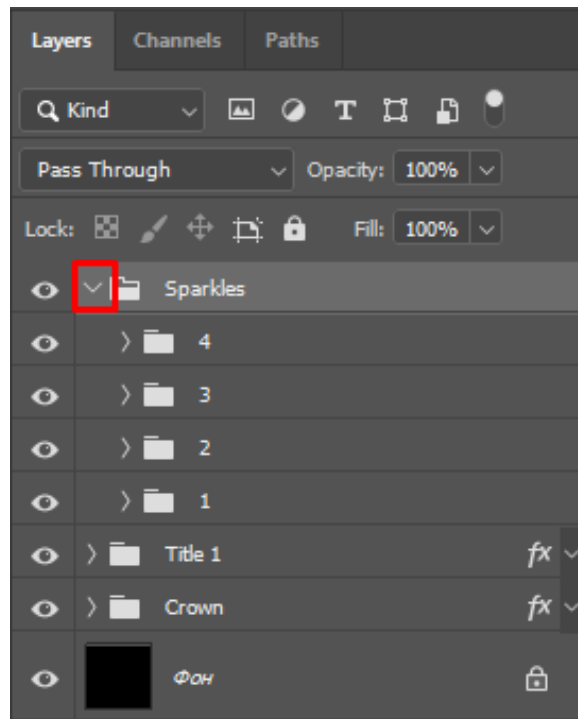 Layers Channels Paths
Kind
Pass Through Opacity: 100%
Lock: Fill: 100%
Sparkles
4
3
2
1
Title 1 fx
Crown fx
Фон